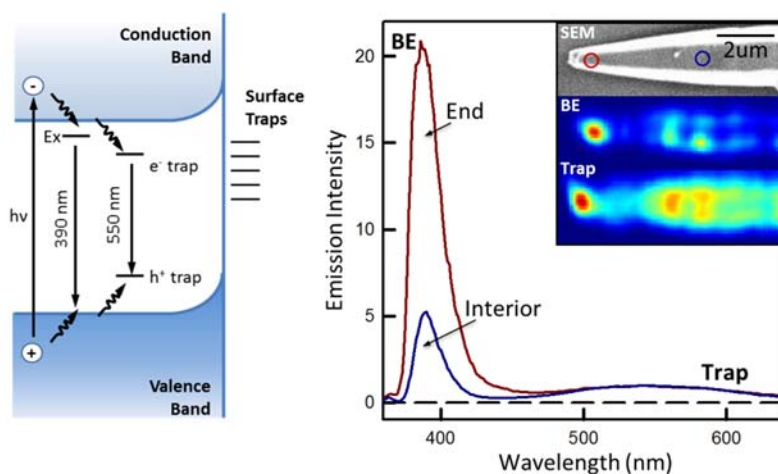 Conduction
Band
-
Surface
Traps
Ex
e- trap
hν
390 nm
550 nm
h+ trap
+
Valence
Band
20
15
10
5
0
Emission Intensity
BE
End
Interior
Trap
SEM
2um
BE
Trap
400
500
600
Wavelength (nm)